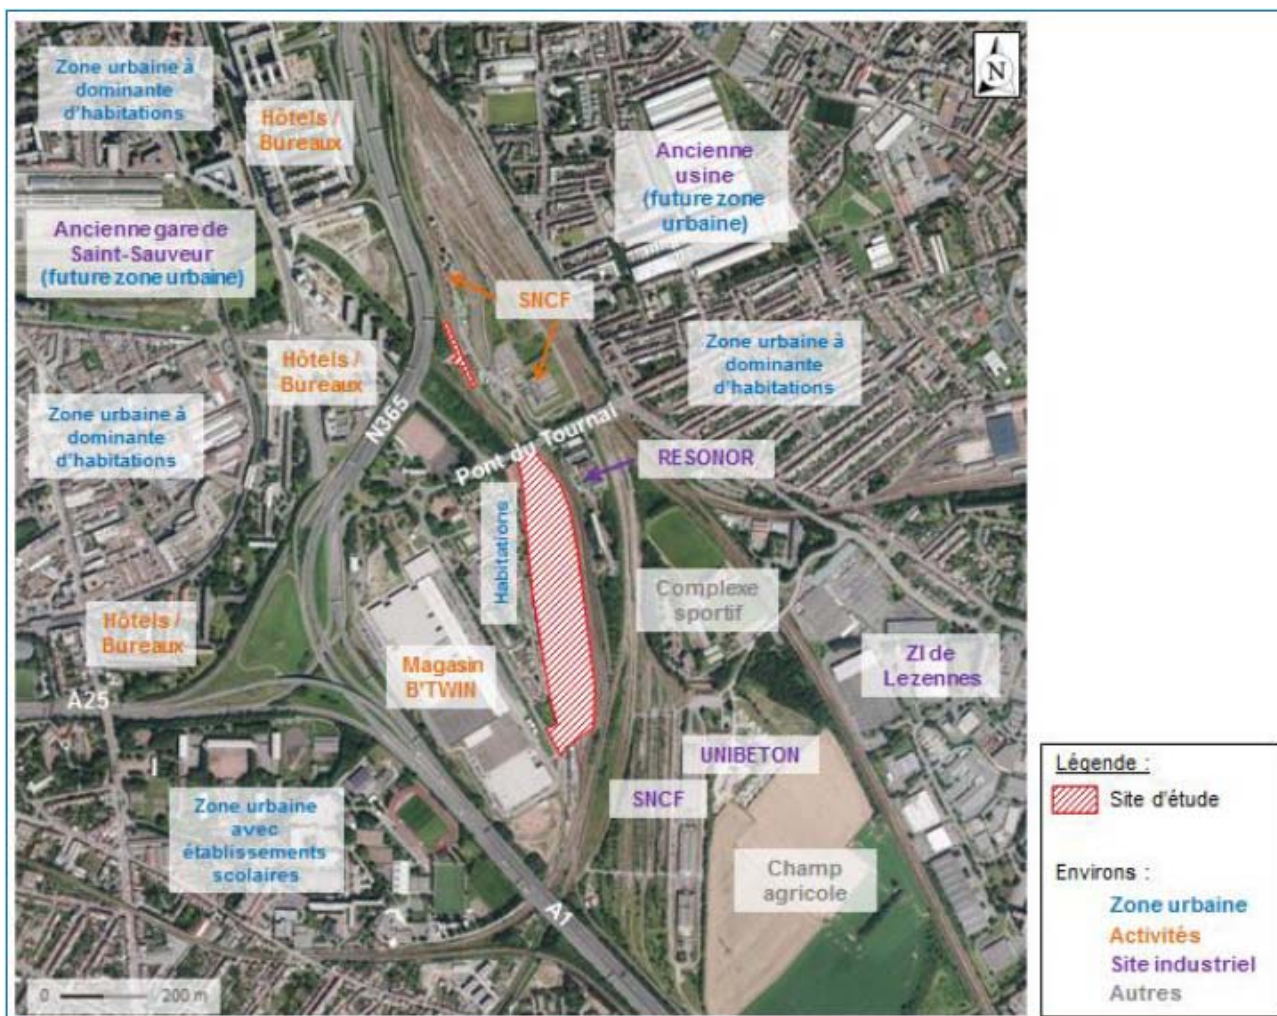 Zone urbaine à
dominante
d'habitations
Hôtels /
Bureaux
N
Ancienne
usine
(future zone
urbaine)
Ancienne gare de
Saint-Sauveur
(future zone urbaine)
SNCF
Hôtels /
Bureaux
Zone urbaine à
dominante
d'habitations
Zone urbaine à
dominante
d'habitations
N365
Pont du Tournai
RESONOR
Habitations
Complexe
sportif
Hôtels /
Bureaux
Magasin
B'TWIN
ZI de
Lezennes
A25
UNIBETON
SNCF
Zone urbaine
avec
établissements
scolaires
Champ
agricole
A1
0 200 m
Légende :
Site d'étude
Environs :
Zone urbaine
Activités
Site industriel
Autres